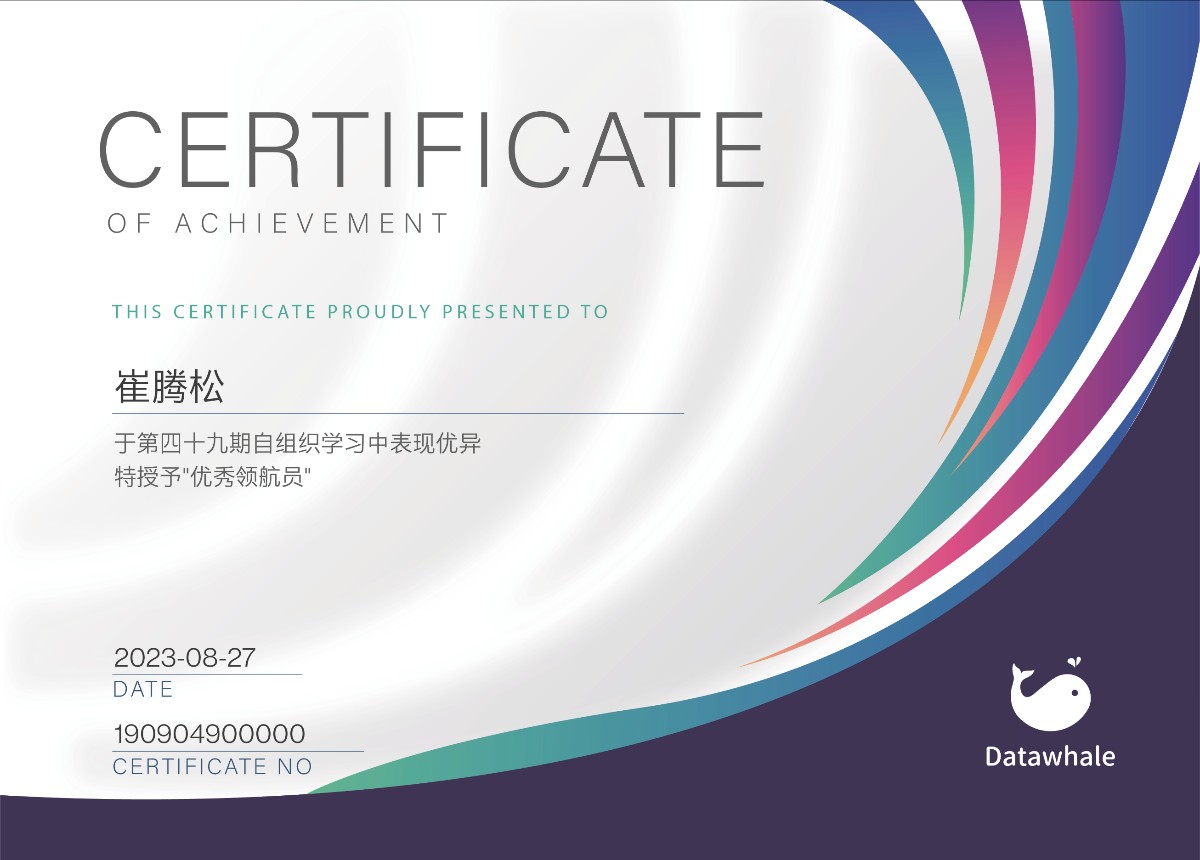 CERTIFICATE
OF ACHIEVEMENT
THIS CERTIFICATE PROUDLY PRESENTED TO
崔腾松
于第四十九期自组织学习中表现优异
特授予"优秀领航员"
2023-08-27
DATE
190904900000
CERTIFICATE NO
Datawhale